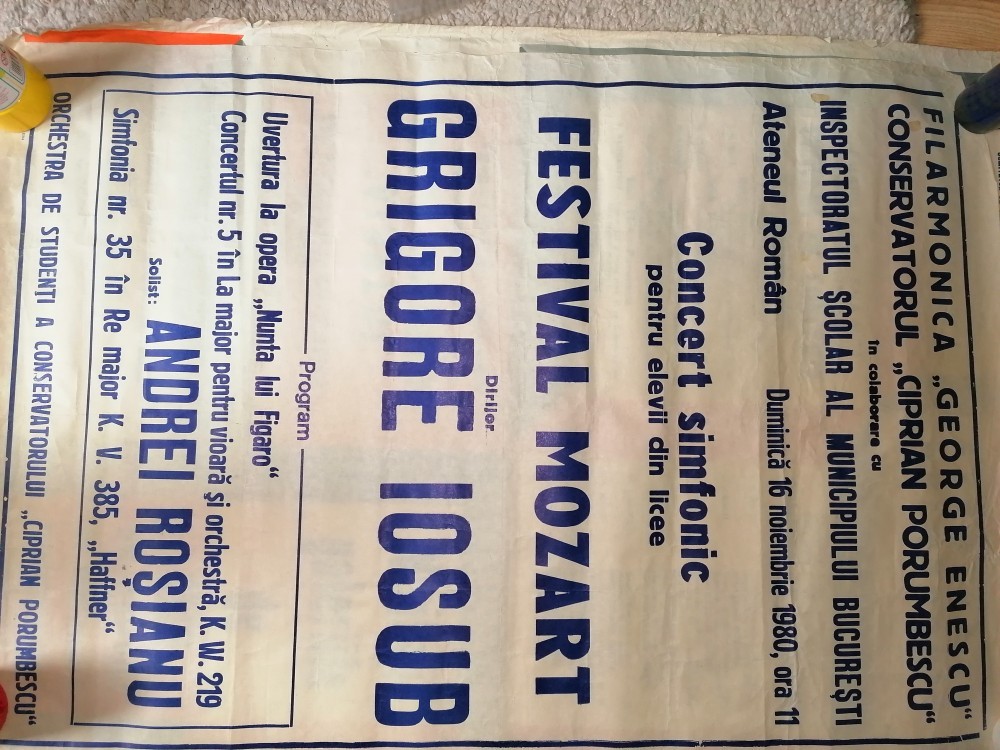 FILARMONICA „GEORGE ENESCU“
CONSERVATORUL „CIPRIAN PORUMBESCU“
în colaborare cu
INSPECTORATUL ȘCOLAR AL MUNICIPIULUI BUCUREȘTI
Ateneul Român Duminică 16 noiembrie 1980, ora 11
Concert simfonic
pentru elevii din licee
FESTIVAL MOZART
Dirijor
GRIGORE IOSUB
Program
Uvertura la opera „Nunta lui Figaro“
Concertul nr. 5 în La major pentru vioară și orchestră, K. W. 219
Solist: ANDREI ROȘIANU
Simfonia nr. 35 în Re major K. V. 385, „Haffner“
ORCHESTRA DE STUDENȚI A CONSERVATORULUI „CIPRIAN PORUMBESCU“